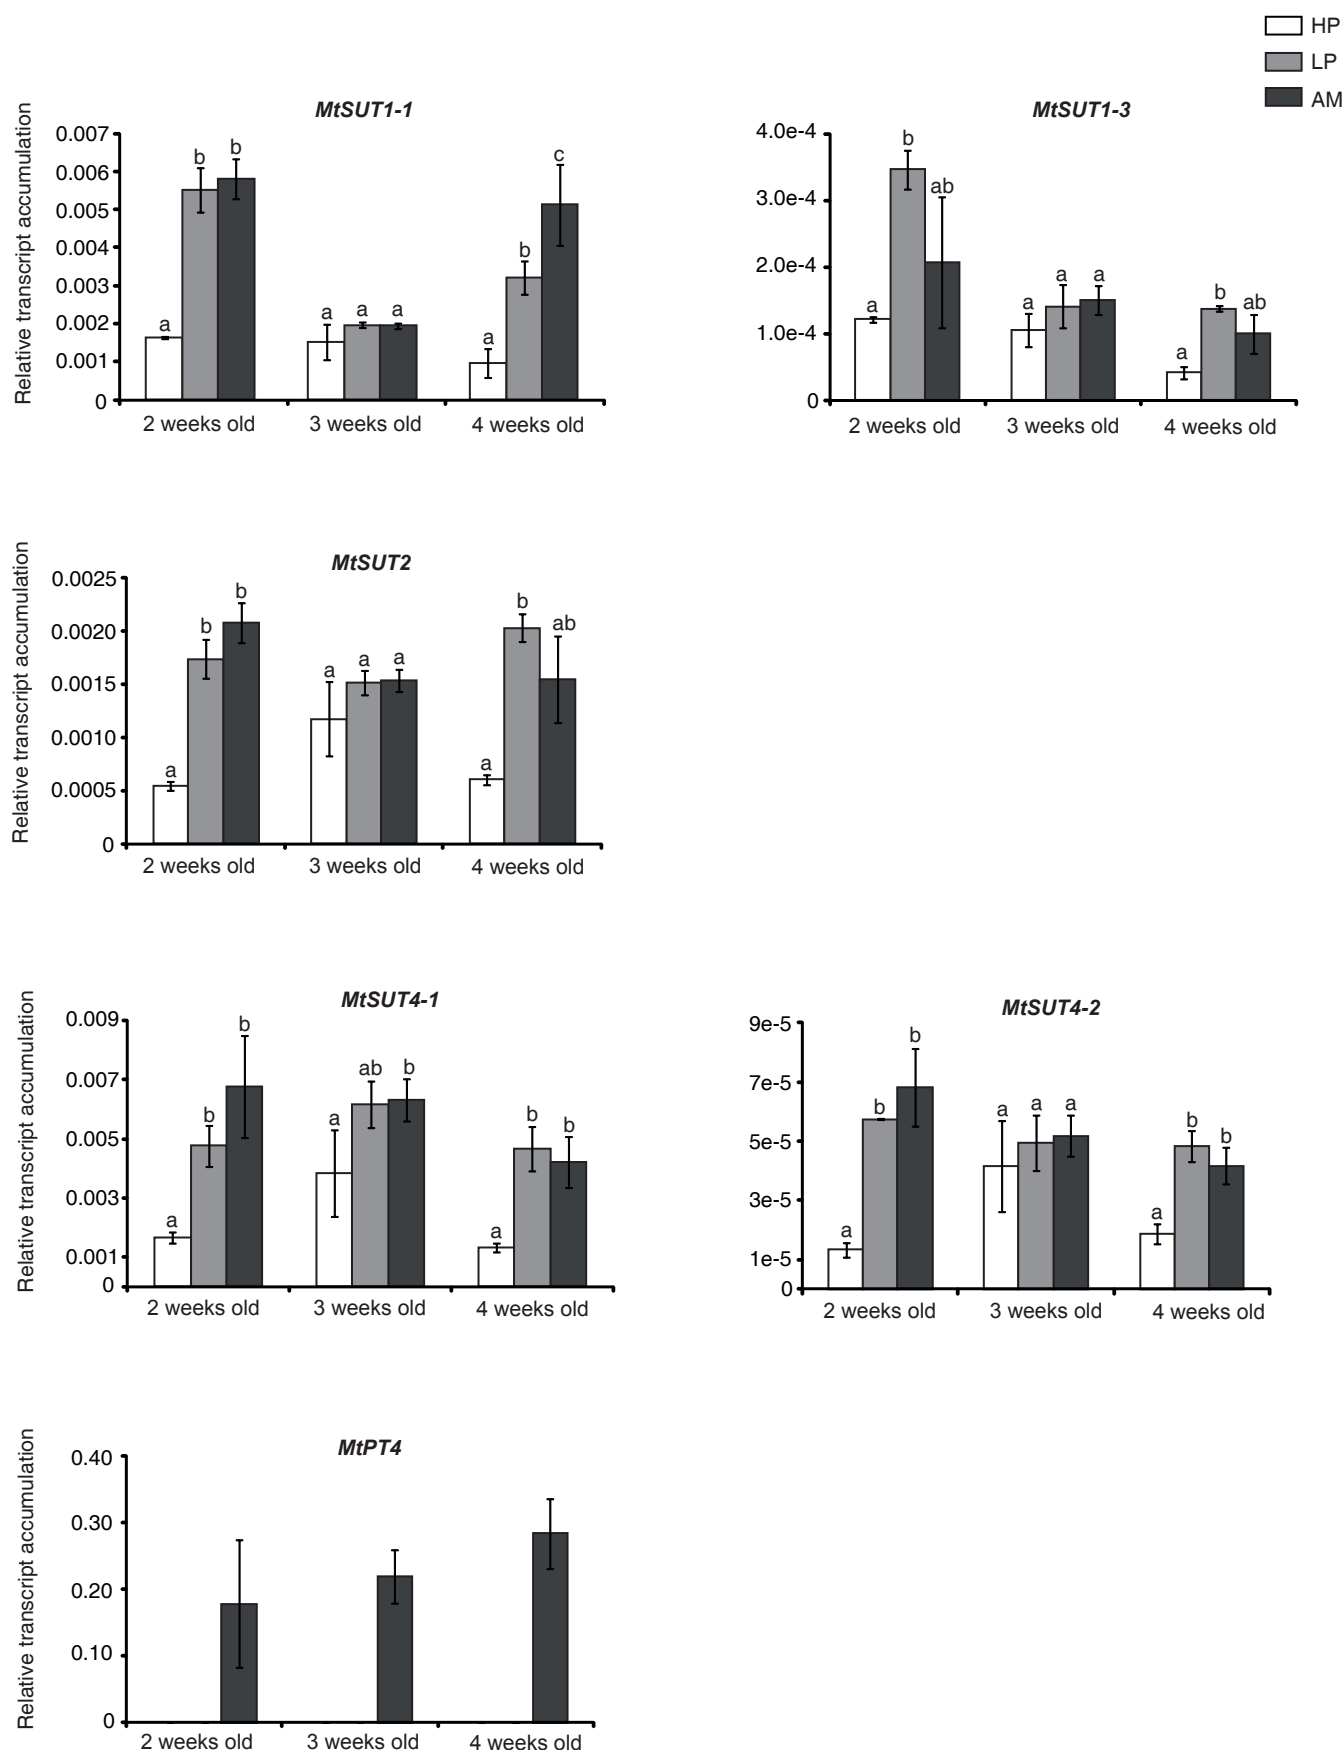 HP
LP
AM
MtSUT1-1
Relative transcript accumulation
0.007
0.006
0.005
0.004
0.003
0.002
0.001
0
a
b
b
a
a
a
a
b
c
2 weeks old
3 weeks old
4 weeks old
MtSUT1-3
4.0e-4
3.0e-4
2.0e-4
1.0e-4
0
a
b
ab
a
a
a
a
b
ab
2 weeks old
3 weeks old
4 weeks old
MtSUT2
Relative transcript accumulation
0.0025
0.0020
0.0015
0.0010
0.0005
0
a
b
b
a
a
a
a
b
ab
2 weeks old
3 weeks old
4 weeks old
MtSUT4-1
Relative transcript accumulation
0.009
0.007
0.005
0.003
0.001
0
a
b
b
a
ab
b
a
b
b
2 weeks old
3 weeks old
4 weeks old
MtSUT4-2
9e-5
7e-5
5e-5
3e-5
1e-5
0
a
b
b
a
a
a
a
b
b
2 weeks old
3 weeks old
4 weeks old
MtPT4
Relative transcript accumulation
0.40
0.30
0.20
0.10
0
2 weeks old
3 weeks old
4 weeks old